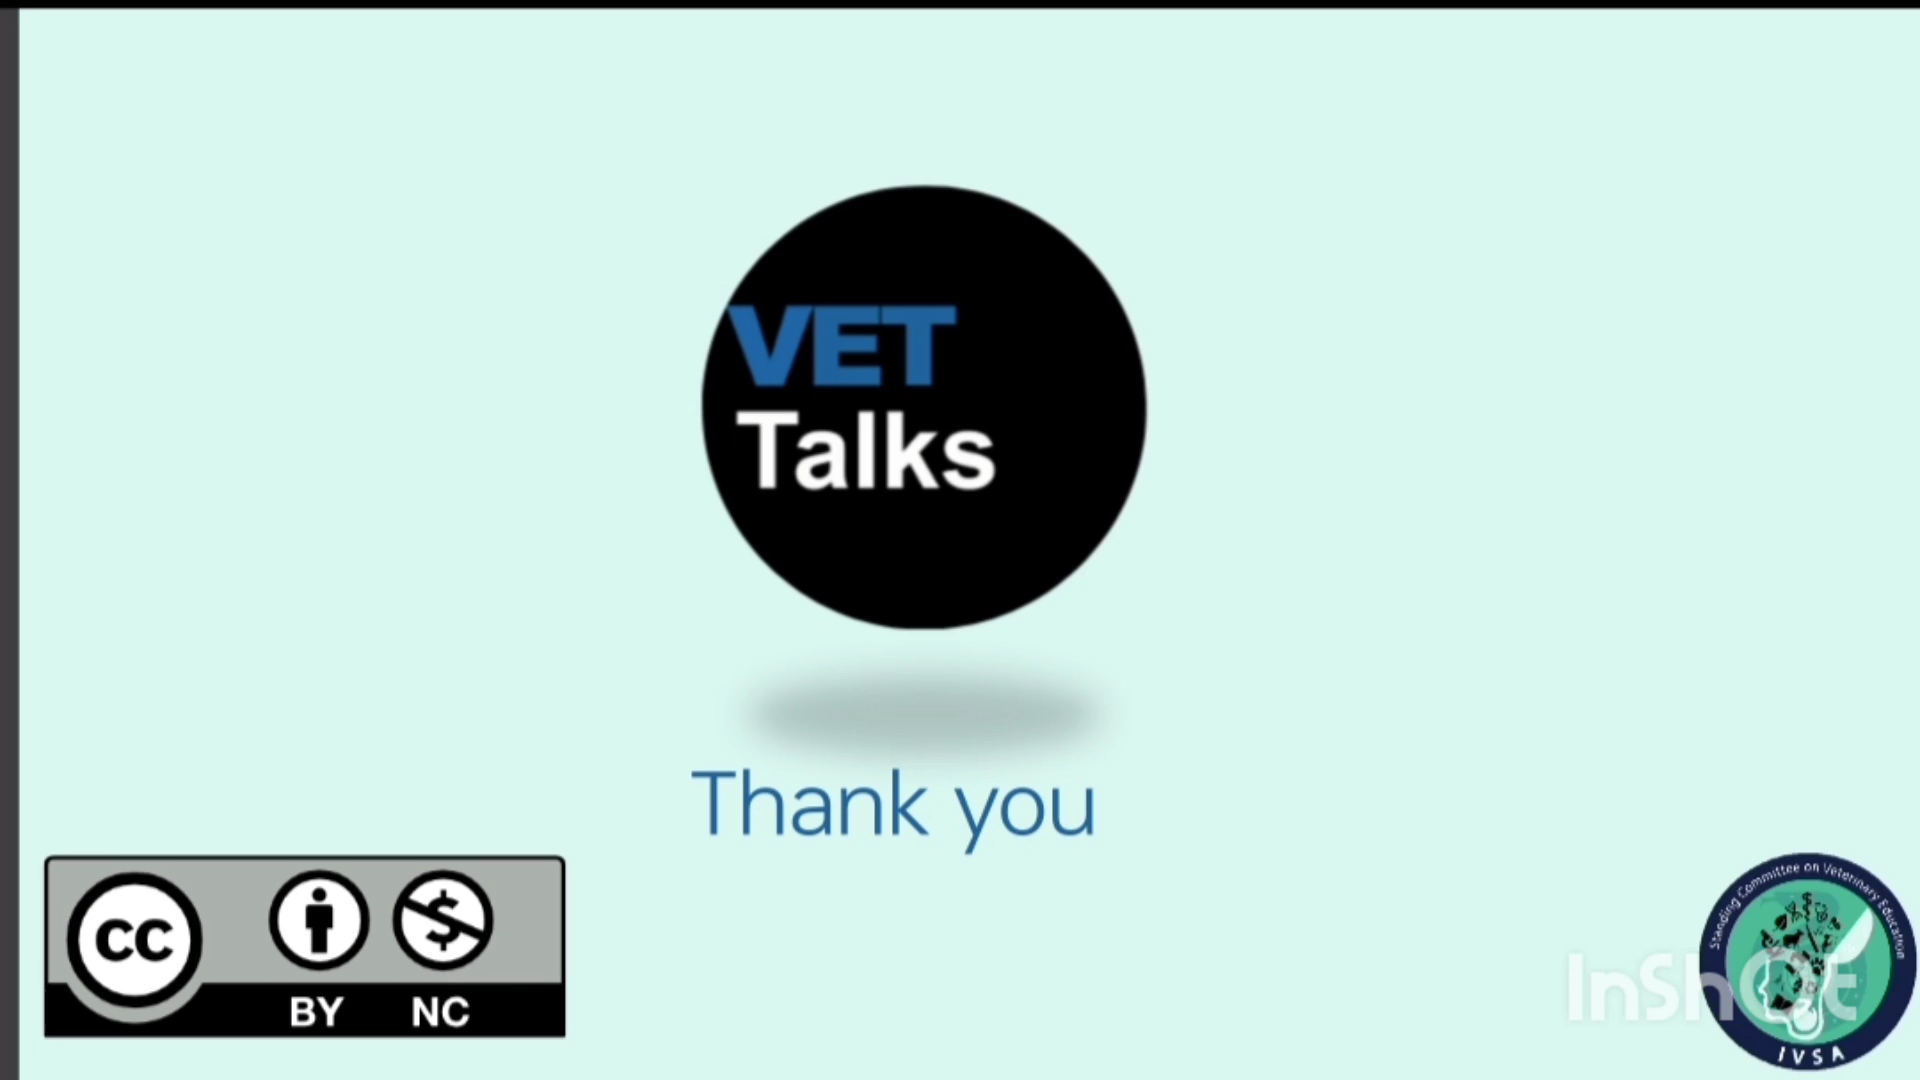 VET
Talks
Thank you
CC
BY NC
Standing Committee on Veterinary Education
InShOt
IVSA